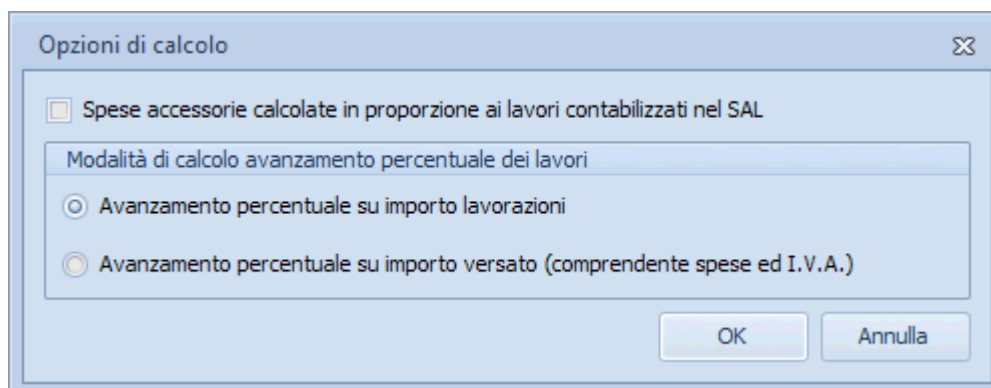 Opzioni di calcolo
Spese accessorie calcolate in proporzione ai lavori contabilizzati nel SAL
Modalità di calcolo avanzamento percentuale dei lavori
Avanzamento percentuale su importo lavorazioni
Avanzamento percentuale su importo versato (comprendente spese ed I.V.A.)
OK Annulla